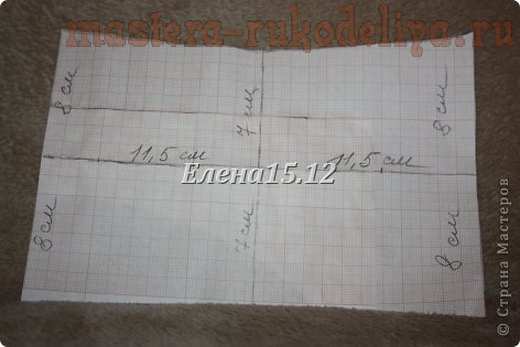 mastera-rukodeliya.ru
8 см
7 см
8 см
11,5 см
11,5 см
Елена15.12
8 см
7 см
8 см
© Страна Мастеров